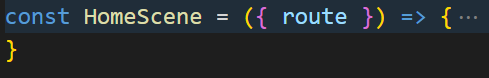 const HomeScene = ({ route }) => {···
}